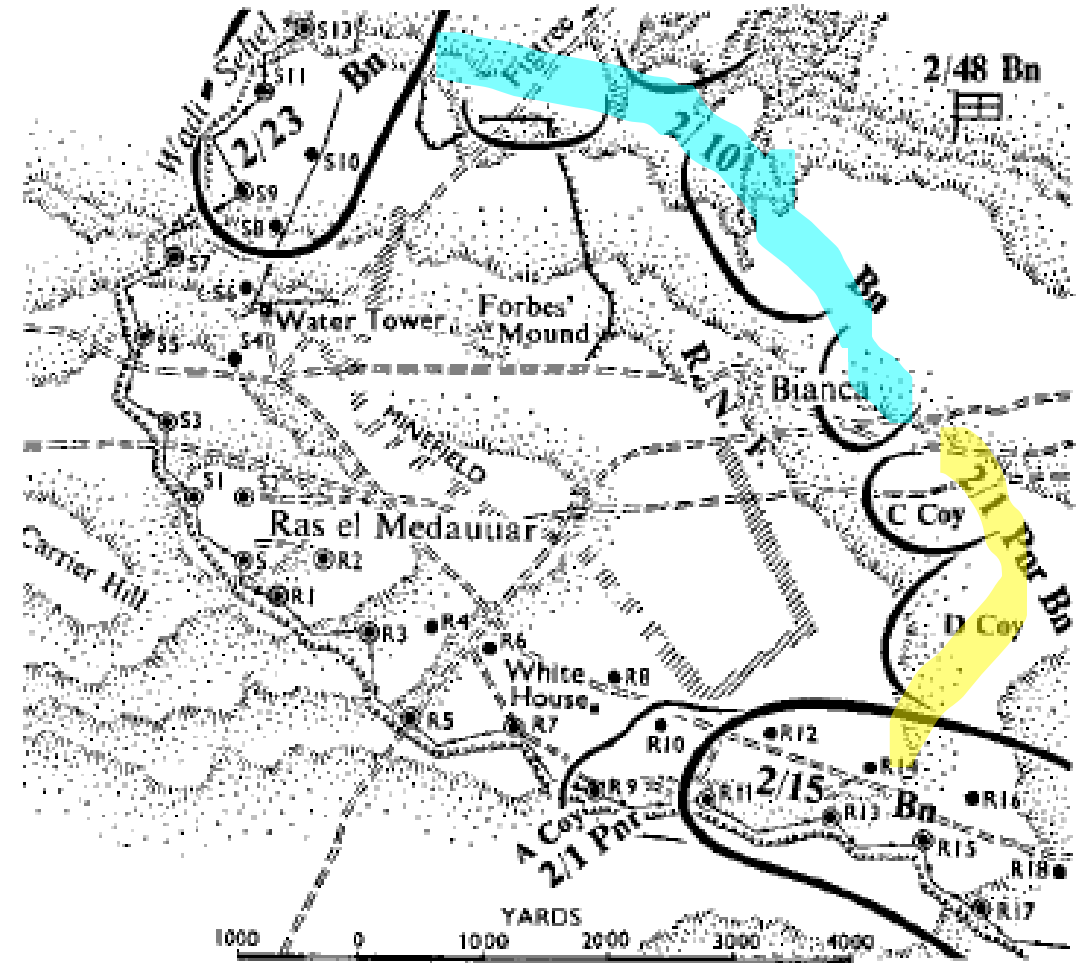 S13
S11
Bn
Wadi Sehel
2/23
S10
S9
S8
S7
Figtree
2/48 Bn
2/10
Bn
S6
Water Tower
Forbes'
Mound
S5
S4
R. N. F.
Bianca
S3
MINEFIELD
S1
S2
Ras el Medauuar
C Coy
2/1 Pnr Bn
Carrier Hill
R2
R1
D Coy
R3
R4
R6
White
House
R8
R5
R7
R10
R12
R14
R9
R11
2/15
Bn
R16
R13
A Coy
2/1 Pnr
R15
R18
R17
YARDS
1000 0 1000 2000 3000 4000